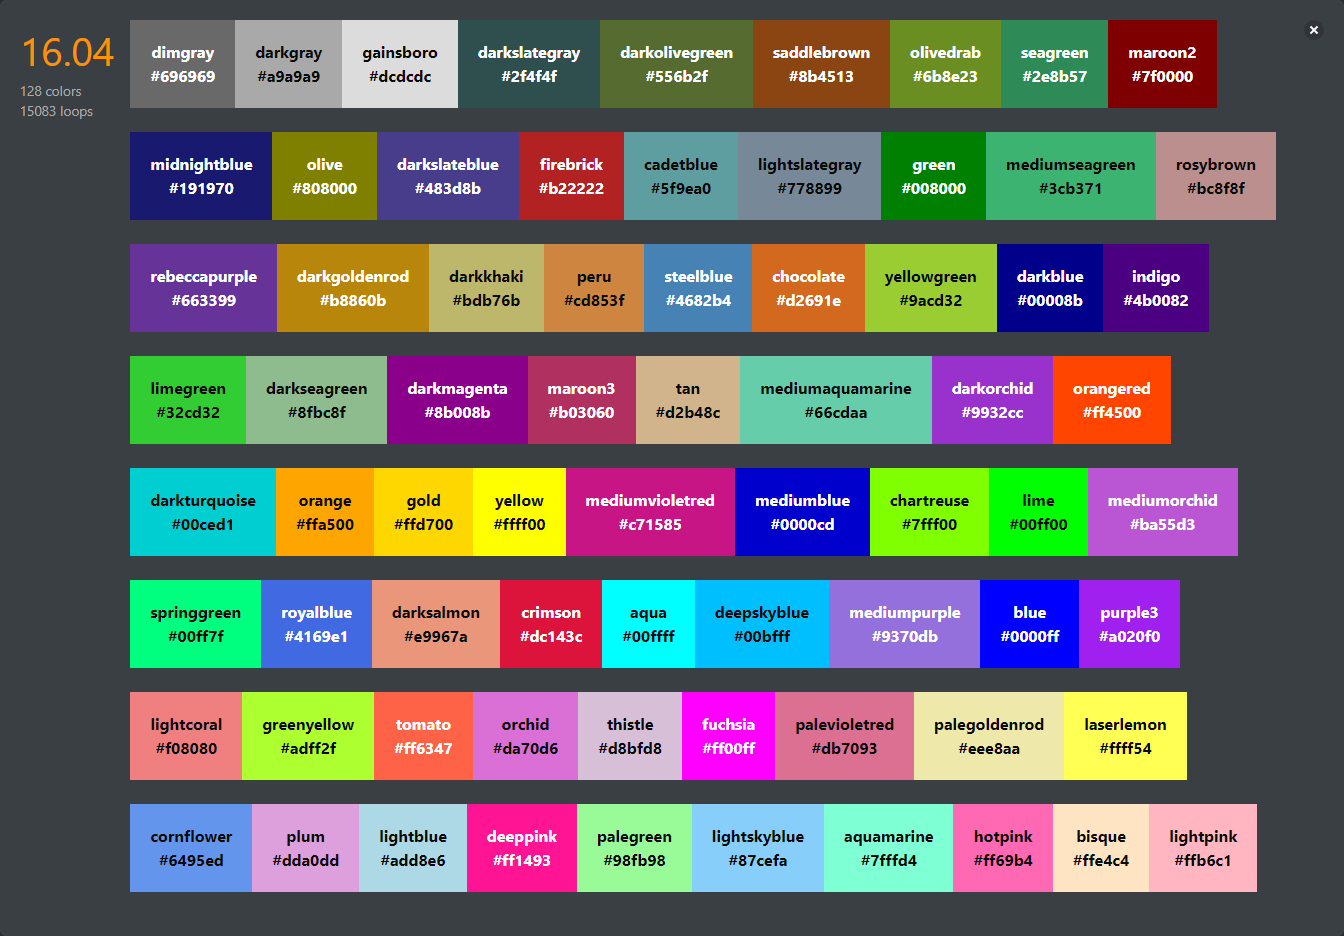 16.04
128 colors
15083 loops
dimgray darkgray gainsboro darkslategray darkolivegreen saddlebrown olivedrab seagreen maroon2
#696969 #a9a9a9 #dcdcdc #2f4f4f #556b2f #8b4513 #6b8e23 #2e8b57 #7f0000
midnightblue olive darkslateblue firebrick cadetblue lightslategray green mediumseagreen rosybrown
#191970 #808000 #483d8b #b22222 #5f9ea0 #778899 #008000 #3cb371 #bc8f8f
rebeccapurple darkgoldenrod darkkhaki peru steelblue chocolate yellowgreen darkblue indigo
#663399 #b8860b #bdb76b #cd853f #4682b4 #d2691e #9acd32 #00008b #4b0082
limegreen darkseagreen darkmagenta maroon3 tan mediumaquamarine darkorchid orangered
#32cd32 #8fbc8f #8b008b #b03060 #d2b48c #66cdaa #9932cc #ff4500
darkturquoise orange gold yellow mediumvioletred mediumblue chartreuse lime mediumorchid
#00ced1 #ffa500 #ffd700 #ffff00 #c71585 #0000cd #7fff00 #00ff00 #ba55d3
springgreen royalblue darksalmon crimson aqua deepskyblue mediumpurple blue purple3
#00ff7f #4169e1 #e9967a #dc143c #00ffff #00bfff #9370db #0000ff #a020f0
lightcoral greenyellow tomato orchid thistle fuchsia palevioletred palegoldenrod laserlemon
#f08080 #adff2f #ff6347 #da70d6 #d8bfd8 #ff00ff #db7093 #eee8aa #ffff54
cornflower plum lightblue deeppink palegreen lightskyblue aquamarine hotpink bisque lightpink
#6495ed #dda0dd #add8e6 #ff1493 #98fb98 #87cefa #7fffd4 #ff69b4 #ffe4c4 #ffb6c1